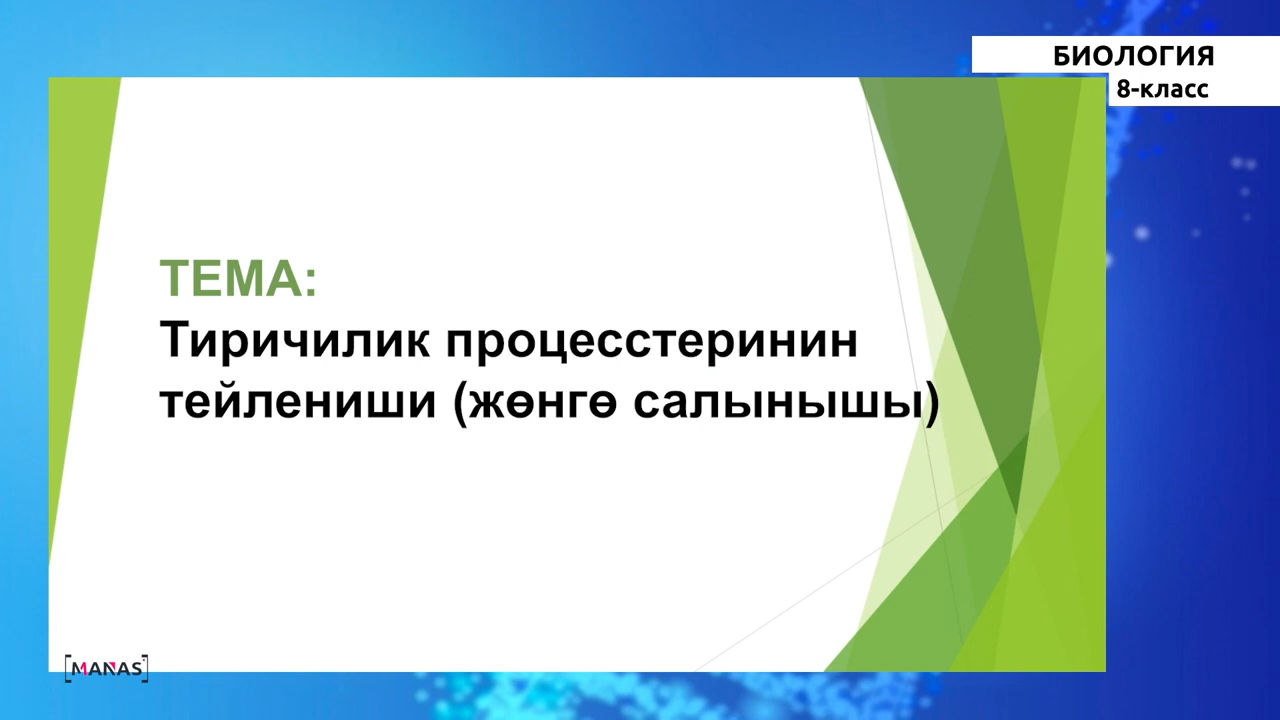 БИОЛОГИЯ
8-класс
ТЕМА:
Тиричилик процесстеринин
тейлениши (жөнгө салынышы)
[MANAS]